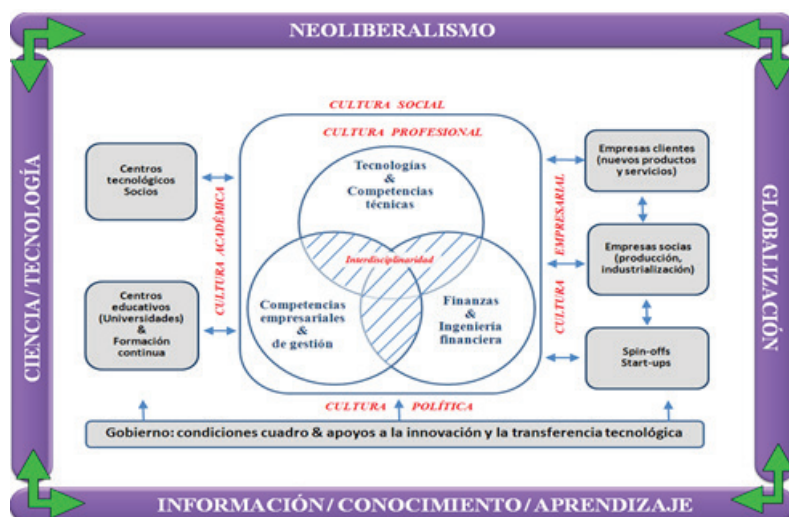 NEOLIBERALISMO
CIENCIA/TECNOLOGÍA
GLOBALIZACIÓN
CULTURA SOCIAL
CULTURA PROFESIONAL
Centros
tecnológicos
Socios
CULTURA ACADÉMICA
Centros
educativos
(Universidades)
&
Formación
continua
Tecnologías
&
Competencias
técnicas
Interdisciplinaridad
Competencias
empresariales
&
de gestión
Finanzas
&
Ingeniería
financiera
CULTURA EMPRESARIAL
Empresas clientes
(nuevos productos
y servicios)
Empresas socias
(producción,
industrialización)
Spin-offs
Start-ups
CULTURA POLÍTICA
Gobierno: condiciones cuadro & apoyos a la innovación y la transferencia tecnológica
INFORMACIÓN/CONOCIMIENTO/APRENDIZAJE